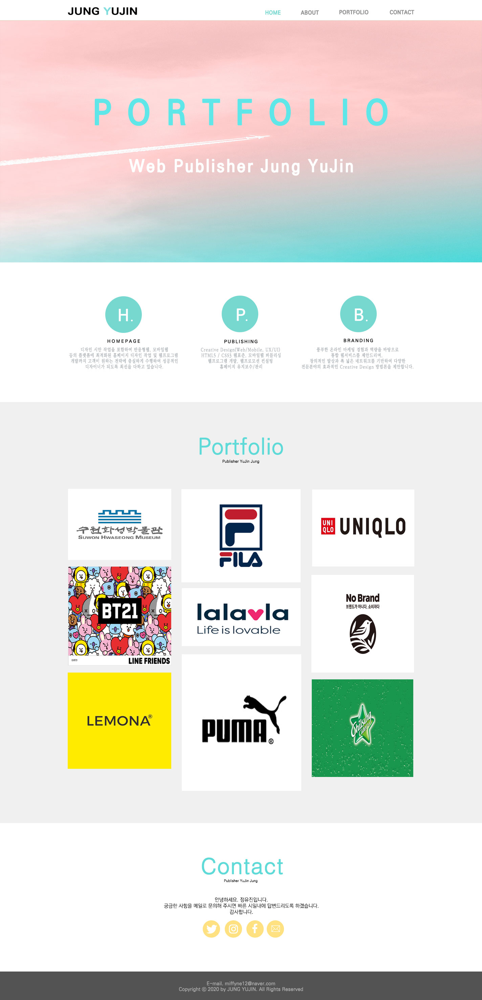 JUNG YUJIN
HOME ABOUT PORTFOLIO CONTACT
PORTFOLIO
Web Publisher Jung YuJin
H.
HOMEPAGE
디자인 시안 작업을 포함하여 반응형웹, 모바일웹
등의 플랫폼에 최적화된 홈페이지 디자인 작업 및 웹프로그램
개발까지 고객이 원하는 전략에 충실하게 수행하여 성공적인
디자이너가 되도록 최선을 다하고 있습니다.
P.
PUBLISHING
Creative Design(Web/Mobile, UX/UI)
HTML5 / CSS3 웹표준, 모바일웹 퍼블리싱
웹프로그램 개발, 웹프로모션 컨설팅
홈페이지 유지보수/관리
B.
BRANDING
풍부한 온라인 마케팅 경험과 역량을 바탕으로
통합 웹서비스를 제안드리며,
창의적인 발상과 폭 넓은 네트워크를 기반하여 다양한
전문분야의 효과적인 Creative Design 방법론을 제안합니다.
Portfolio
Publisher YuJin Jung
수원화성박물관
SUWON HWASEONG MUSEUM
BT21
©BT21
LINE FRIENDS
LEMONA®
FILA
lalavla
Life is lovable
PUMA®
UNI
QLO
UNIQLO
No Brand
브랜드가 아니다. 소비자다
Chilsung
Cider
Contact
Publisher YuJin Jung
안녕하세요. 정유진입니다.
궁금한 사항을 메일로 문의해 주시면 빠른 시일내에 답변드리도록 하겠습니다.
감사합니다.
E-mail. miffyne12@naver.com
Copyright ⓒ 2020 by JUNG YUJIN. All Rights Reserved